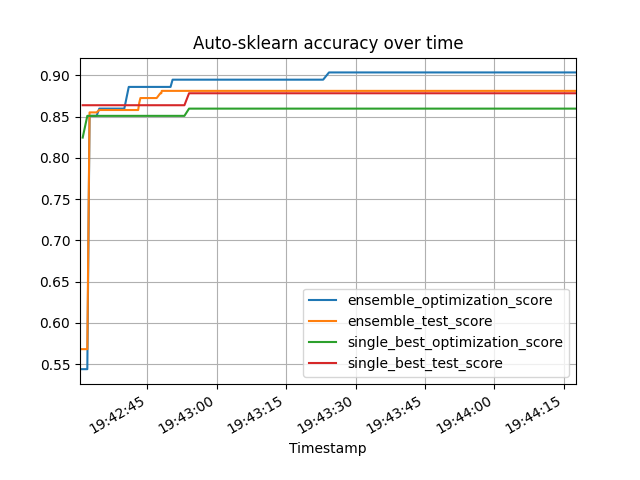 Auto-sklearn accuracy over time
0.90
0.85
0.80
0.75
0.70
0.65
0.60
0.55
ensemble_optimization_score
ensemble_test_score
single_best_optimization_score
single_best_test_score
19:42:45
19:43:00
19:43:15
19:43:30
19:43:45
19:44:00
19:44:15
Timestamp